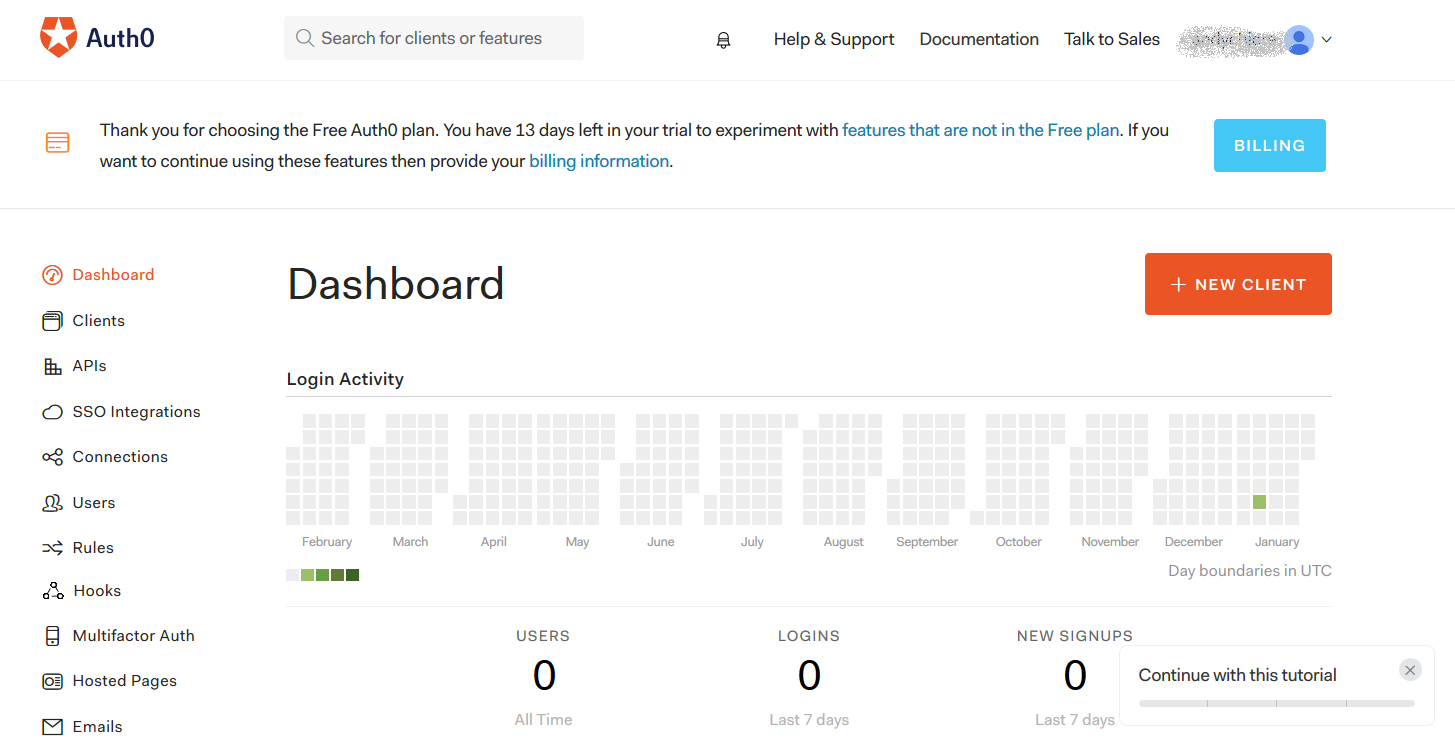 Auth0
Search for clients or features
Help & Support
Documentation
Talk to Sales
Thank you for choosing the Free Auth0 plan. You have 13 days left in your trial to experiment with features that are not in the Free plan. If you
want to continue using these features then provide your billing information.
BILLING
Dashboard
Clients
APIs
SSO Integrations
Connections
Users
Rules
Hooks
Multifactor Auth
Hosted Pages
Emails
Dashboard
+ NEW CLIENT
Login Activity
February March April May June July August September October November December January
Day boundaries in UTC
USERS
0
All Time
LOGINS
0
Last 7 days
NEW SIGNUPS
0
Last 7 days
Continue with this tutorial